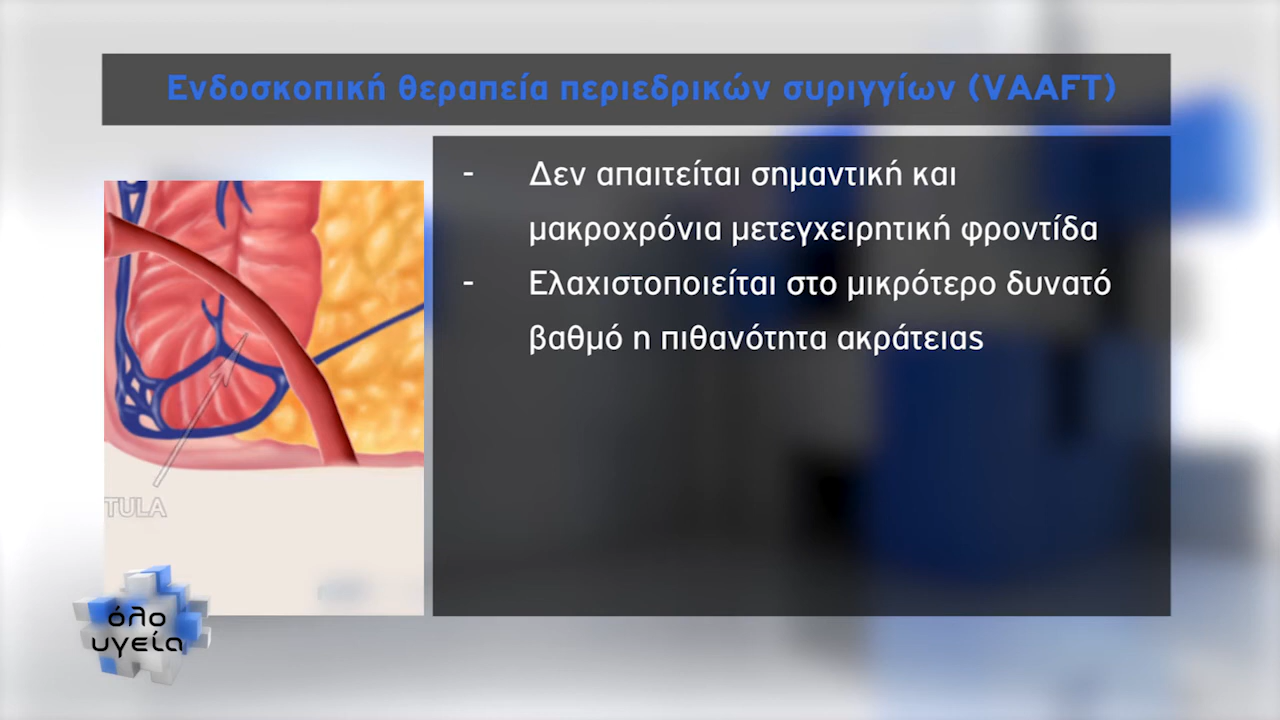 Ενδοσκοπική θεραπεία περιεδρικών συριγγίων (VAAFT)
- Δεν απαιτείται σημαντική και
μακροχρόνια μετεγχειρητική φροντίδα
- Ελαχιστοποιείται στο μικρότερο δυνατό
βαθμό η πιθανότητα ακράτειας
TULA
όλο
υγεία